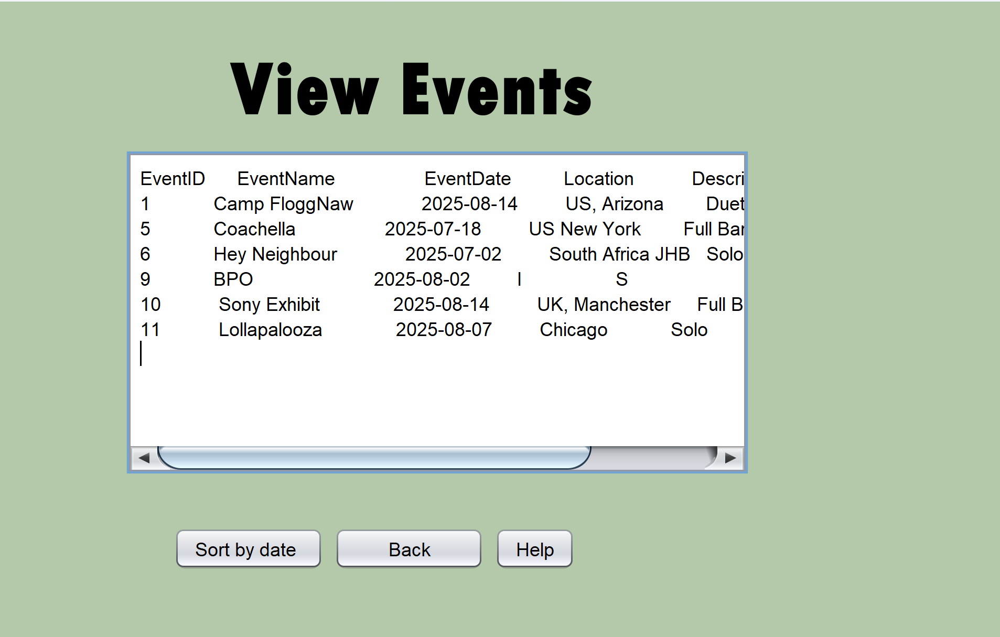 View Events
EventID EventName EventDate Location Descri
1 Camp FloggNaw 2025-08-14 US, Arizona Duet
5 Coachella 2025-07-18 US New York Full Ban
6 Hey Neighbour 2025-07-02 South Africa JHB Solo
9 BPO 2025-08-02 I S
10 Sony Exhibit 2025-08-14 UK, Manchester Full B
11 Lollapalooza 2025-08-07 Chicago Solo
Sort by date Back Help